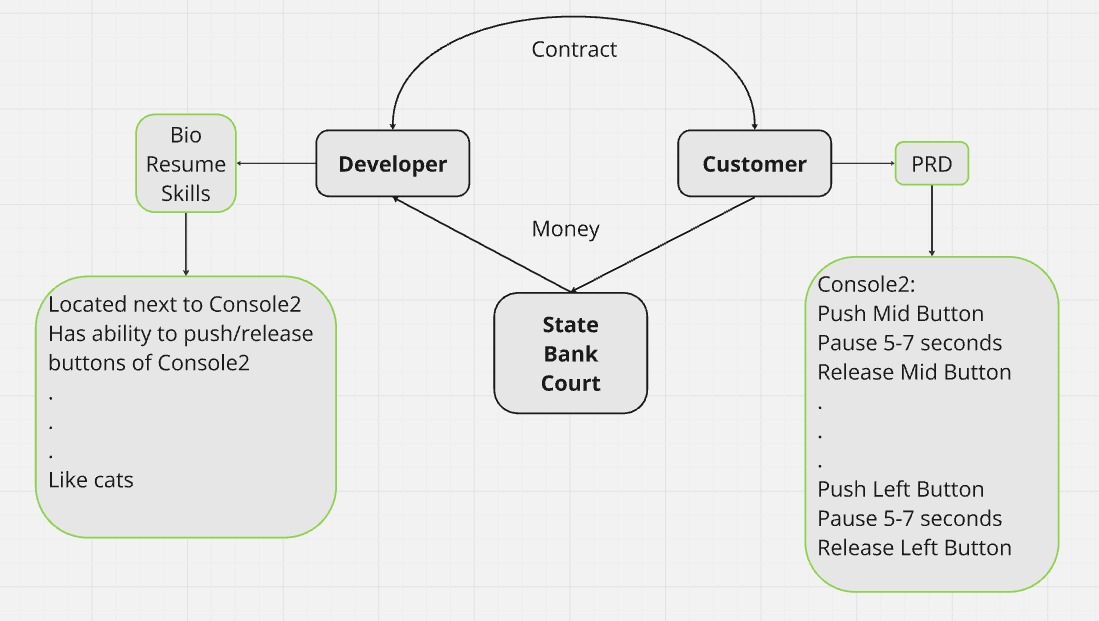 Contract
Bio
Resume
Skills
Developer
Customer
PRD
Money
Located next to Console2
Has ability to push/release
buttons of Console2
.
.
.
Like cats
State
Bank
Court
Console2:
Push Mid Button
Pause 5-7 seconds
Release Mid Button
.
.
.
Push Left Button
Pause 5-7 seconds
Release Left Button